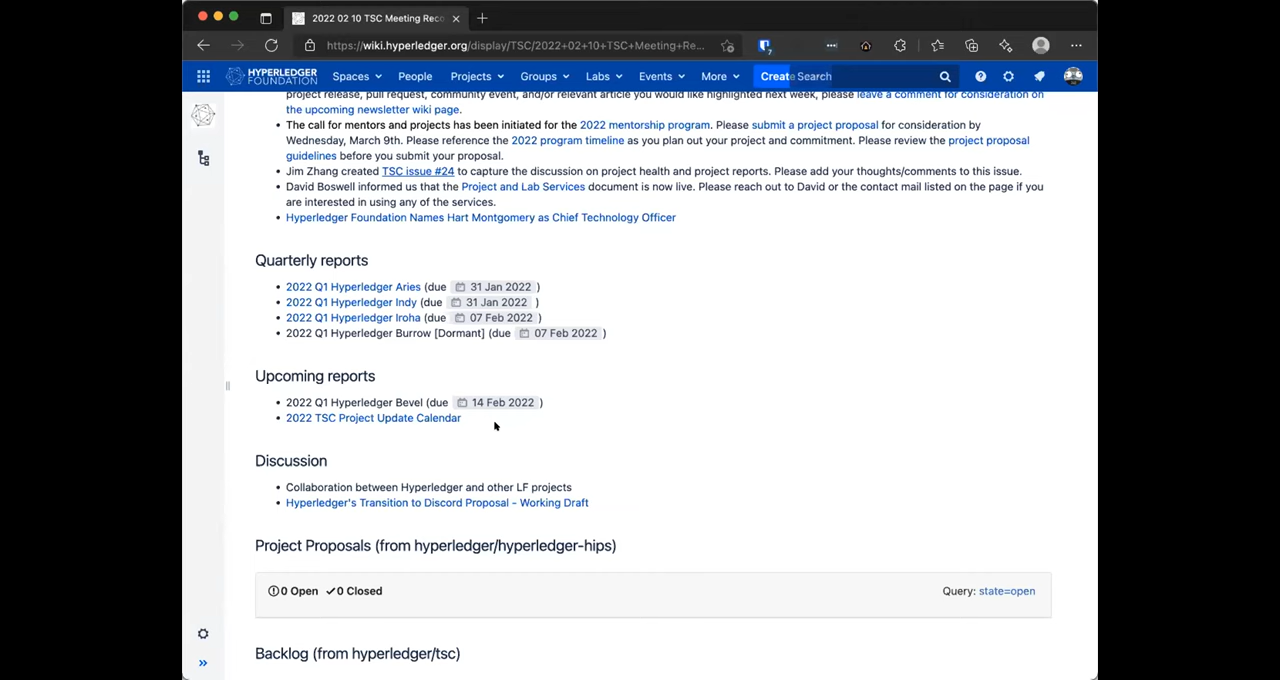 2022 02 10 TSC Meeting Reco
https://wiki.hyperledger.org/display/TSC/2022+02+10+TSC+Meeting+Re...
7
HYPERLEDGER
FOUNDATION
Spaces People Projects Groups Labs Events More Create Search
project release, pull request, community event, and/or relevant article you would like highlighted next week, please leave a comment for consideration on
the upcoming newsletter wiki page.
• The call for mentors and projects has been initiated for the 2022 mentorship program. Please submit a project proposal for consideration by
Wednesday, March 9th. Please reference the 2022 program timeline as you plan out your project and commitment. Please review the project proposal
guidelines before you submit your proposal.
• Jim Zhang created TSC issue #24 to capture the discussion on project health and project reports. Please add your thoughts/comments to this issue.
• David Boswell informed us that the Project and Lab Services document is now live. Please reach out to David or the contact mail listed on the page if you
are interested in using any of the services.
• Hyperledger Foundation Names Hart Montgomery as Chief Technology Officer
Quarterly reports
• 2022 Q1 Hyperledger Aries (due 31 Jan 2022 )
• 2022 Q1 Hyperledger Indy (due 31 Jan 2022 )
• 2022 Q1 Hyperledger Iroha (due 07 Feb 2022 )
• 2022 Q1 Hyperledger Burrow [Dormant] (due 07 Feb 2022 )
Upcoming reports
• 2022 Q1 Hyperledger Bevel (due 14 Feb 2022 )
• 2022 TSC Project Update Calendar
Discussion
• Collaboration between Hyperledger and other LF projects
• Hyperledger's Transition to Discord Proposal - Working Draft
Project Proposals (from hyperledger/hyperledger-hips)
0 Open ✓0 Closed Query: state=open
Backlog (from hyperledger/tsc)